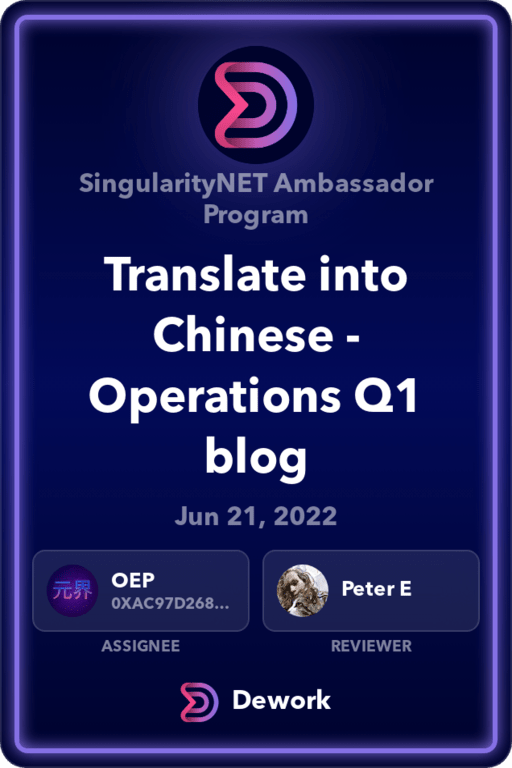 SingularityNET Ambassador
Program
Translate into
Chinese -
Operations Q1
blog
Jun 21, 2022
元界
OEP
0XAC97D268...
Peter E
ASSIGNEE
REVIEWER
Dework